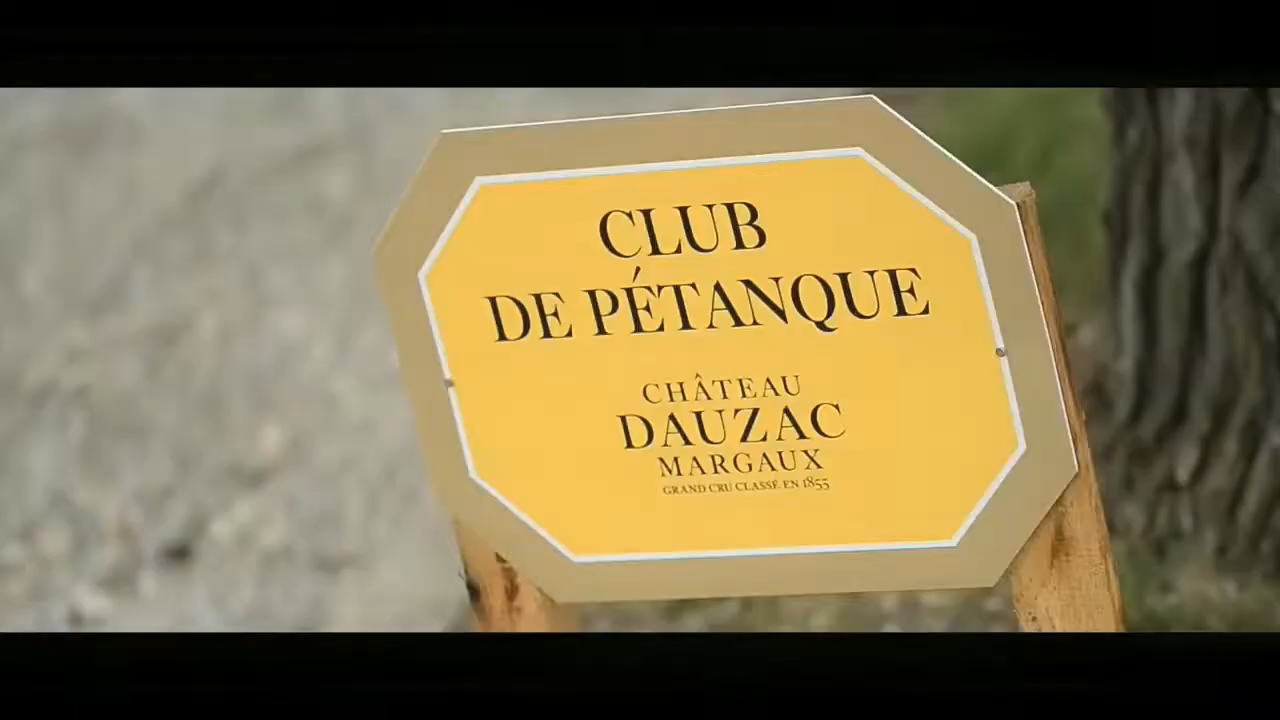 CLUB
DE PÉTANQUE
CHÂTEAU
DAUZAC
MARGAUX
GRAND CRU CLASSÉ EN 1855